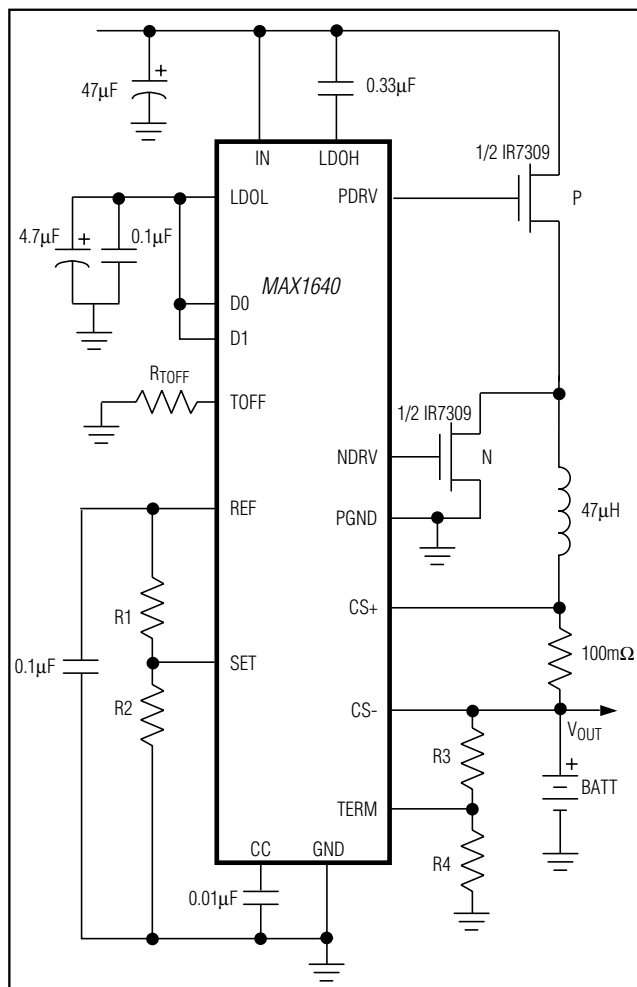 47µF
+
0.33µF
IN
LDOH
1/2 IR7309
LDOL
PDRV
P
4.7µF
+
0.1µF
MAX1640
D0
D1
RTOFF
TOFF
1/2 IR7309
NDRV
N
REF
PGND
47µH
R1
CS+
0.1µF
SET
100mΩ
R2
CS-
VOUT
R3
+
BATT
TERM
CC
GND
R4
0.01µF